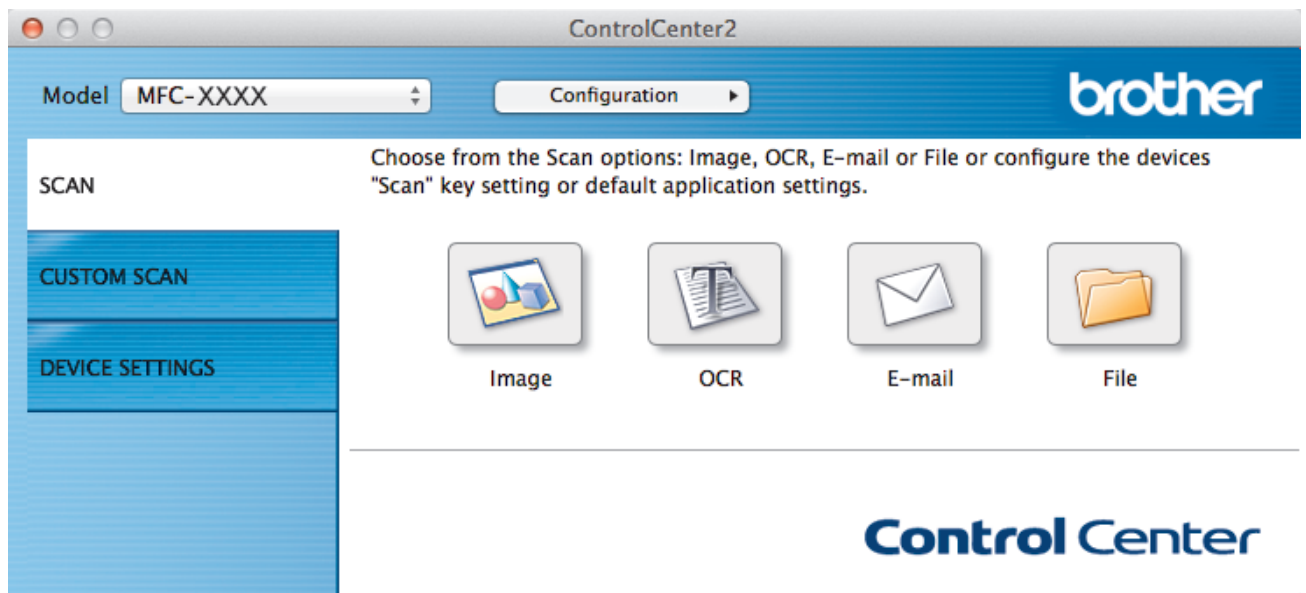 ControlCenter2
Model MFC-XXXX Configuration brother
SCAN
Choose from the Scan options: Image, OCR, E-mail or File or configure the devices
"Scan" key setting or default application settings.
CUSTOM SCAN
DEVICE SETTINGS
T
Image OCR E-mail File
Control Center